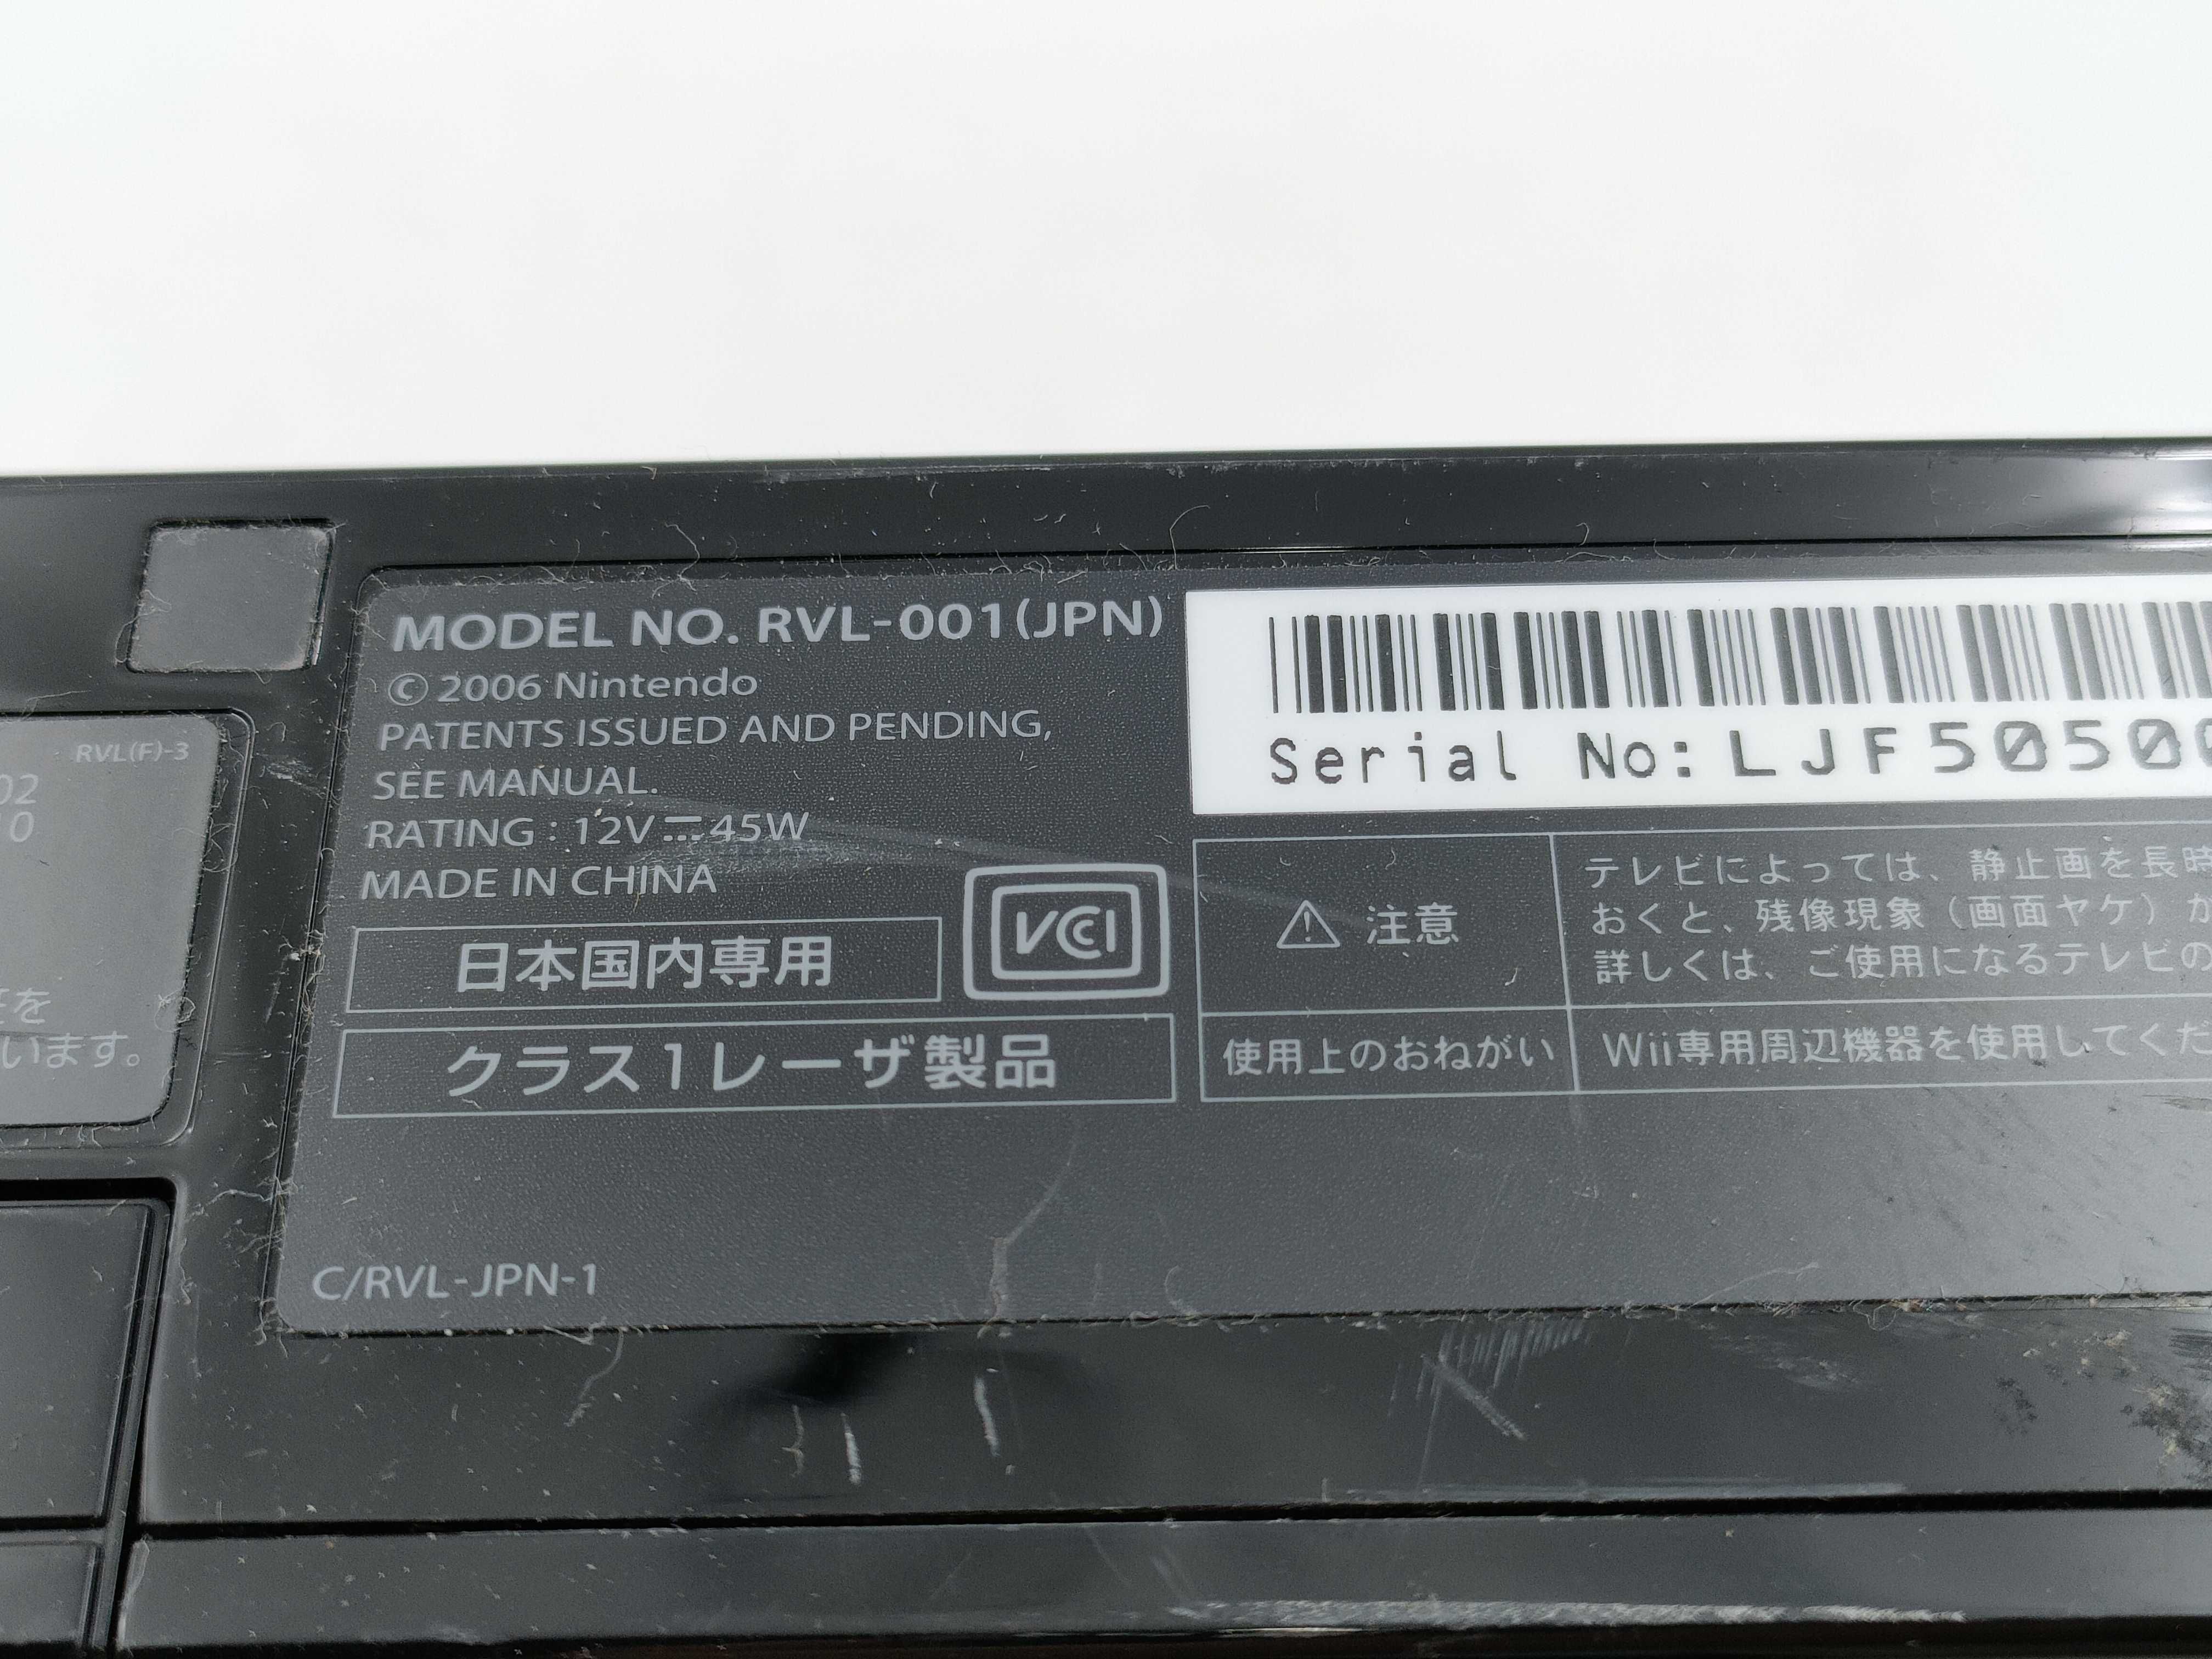 RVL(F)-3
02
10
を
います。
MODEL NO. RVL-001(JPN)
© 2006 Nintendo
PATENTS ISSUED AND PENDING,
SEE MANUAL.
RATING : 12V⎓45W
MADE IN CHINA
日本国内専用
VCCI
クラス1レーザ製品
C/RVL-JPN-1
Serial No: LJF5050
注意
テレビによっては、静止画を長時
おくと、残像現象（画面ヤケ）が
詳しくは、ご使用になるテレビの
使用上のおねがい
Wii専用周辺機器を使用してくだ